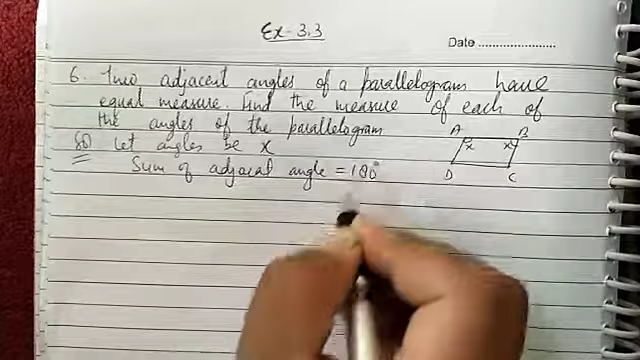 Ex-3.3
Date ........................
6. Two adjacent angles of a parallelogram have
equal measure. Find the measure of each of
the angles of the parallelogram
A B
Sol Let angles be x
x x
Sum of adjacent angle = 180°
D C